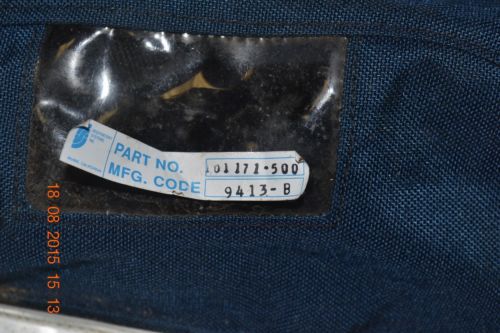 PART NO. 101171-500
MFG. CODE 9413-B
18 08 2015 15 13